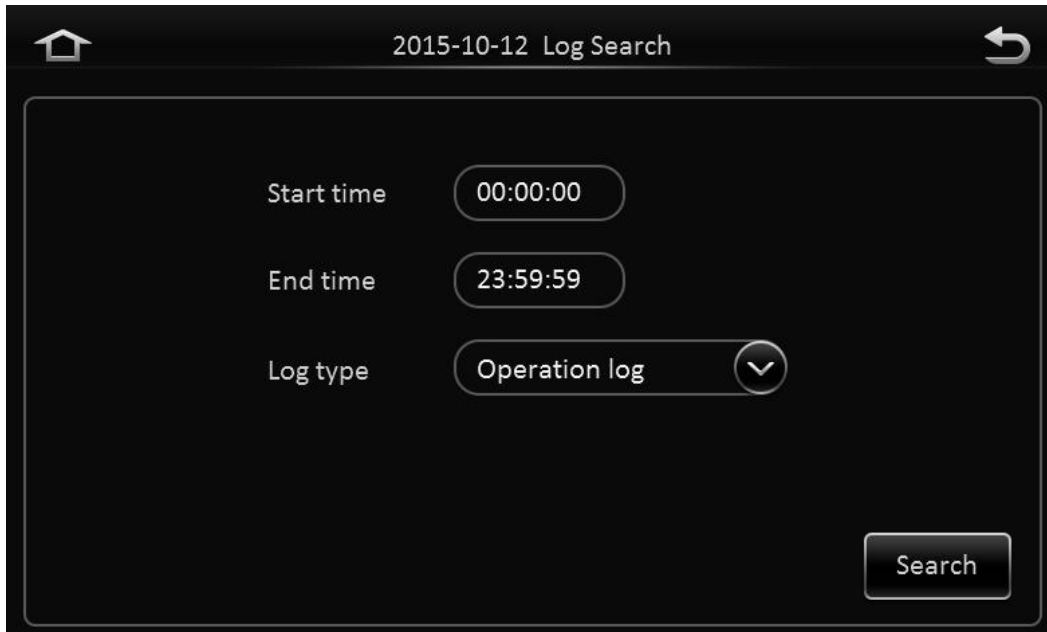 2015-10-12 Log Search
Start time 00:00:00
End time 23:59:59
Log type Operation log
Search